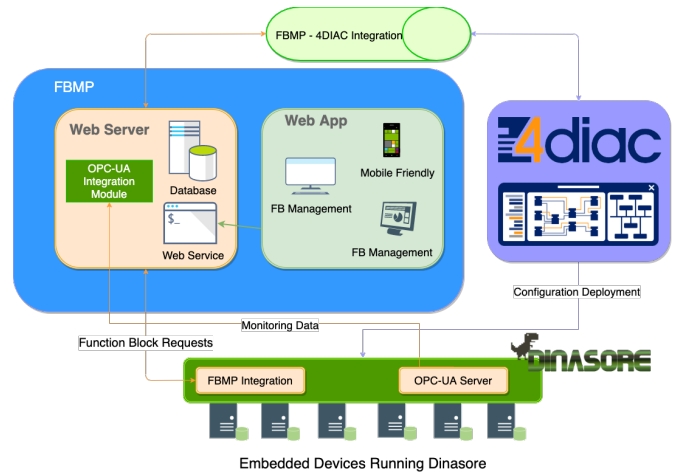 FBMP - 4DIAC Integration
FBMP
Web Server
OPC-UA
Integration
Module
Database
$_
Web Service
Web App
Mobile Friendly
FB Management
FB Management
4diac
Configuration Deployment
Monitoring Data
Function Block Requests
DINASORE
FBMP Integration
OPC-UA Server
Embedded Devices Running Dinasore